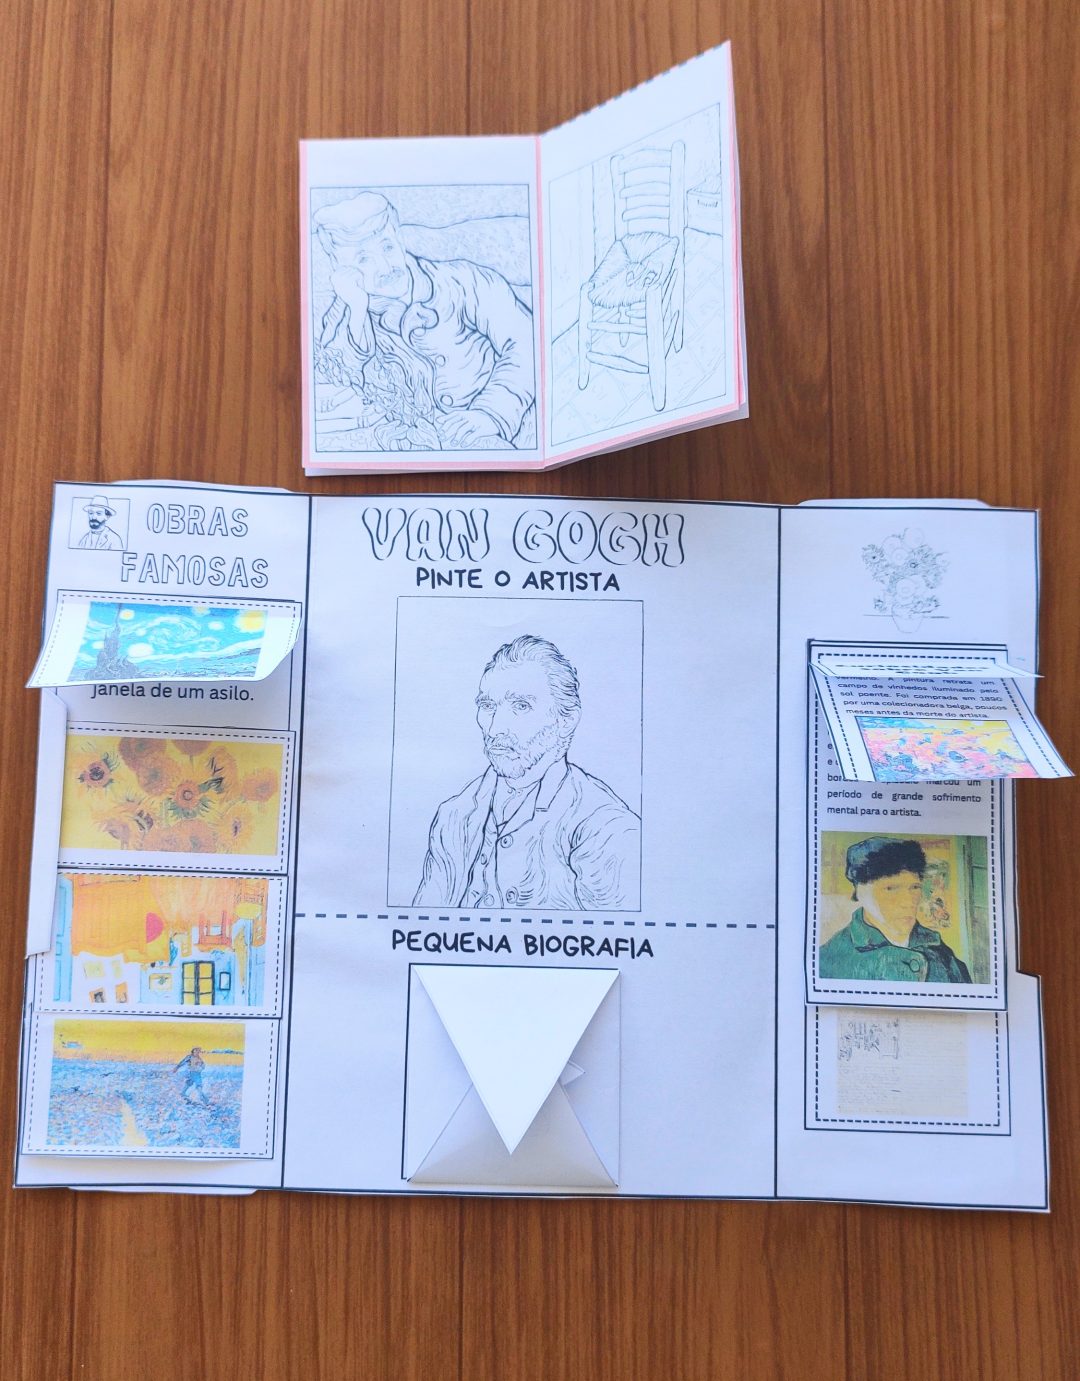 OBRAS
FAMOSAS
janela de um asilo.
VAN GOGH
PINTE O ARTISTA
PEQUENA BIOGRAFIA
vermelho. A pintura retrata um
campo de vinhedos iluminado pelo
sol poente. Foi comprada em 1890
por uma colecionadora belga, poucos
meses antes da morte do artista.
marcou um
período de grande sofrimento
mental para o artista.